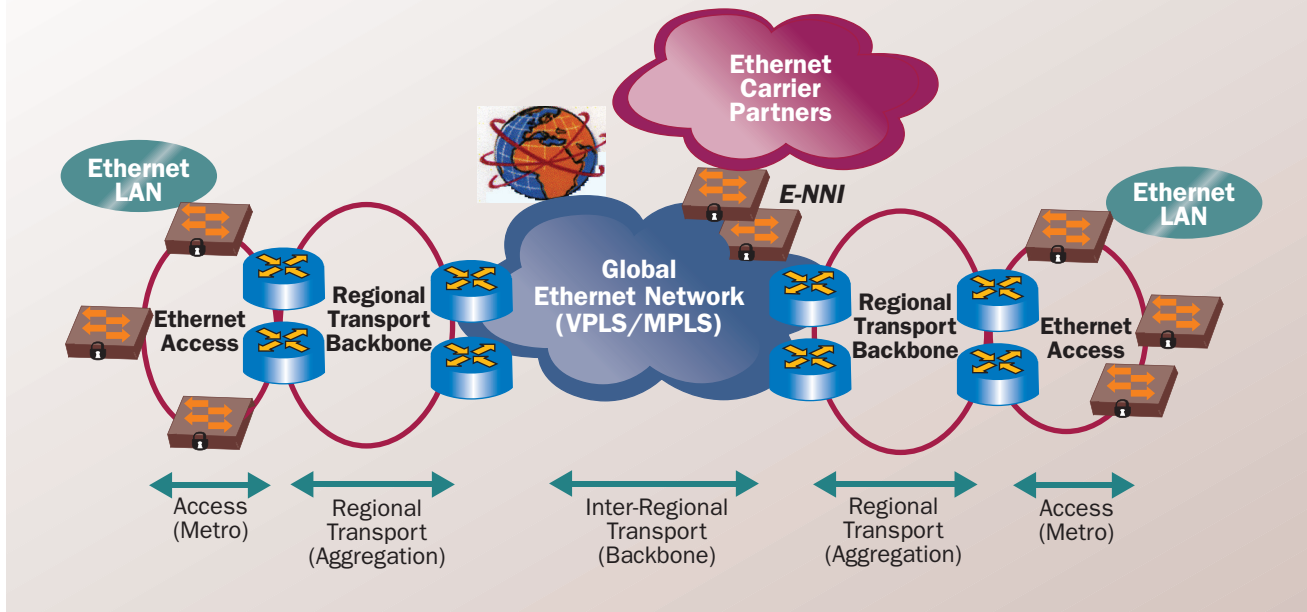 Ethernet
Carrier
Partners
Ethernet
LAN
E-NNI
Ethernet
LAN
Global
Ethernet Network
(VPLS/MPLS)
Ethernet
Access
Regional
Transport
Backbone
Regional
Transport
Backbone
Ethernet
Access
Access
(Metro)
Regional
Transport
(Aggregation)
Inter-Regional
Transport
(Backbone)
Regional
Transport
(Aggregation)
Access
(Metro)